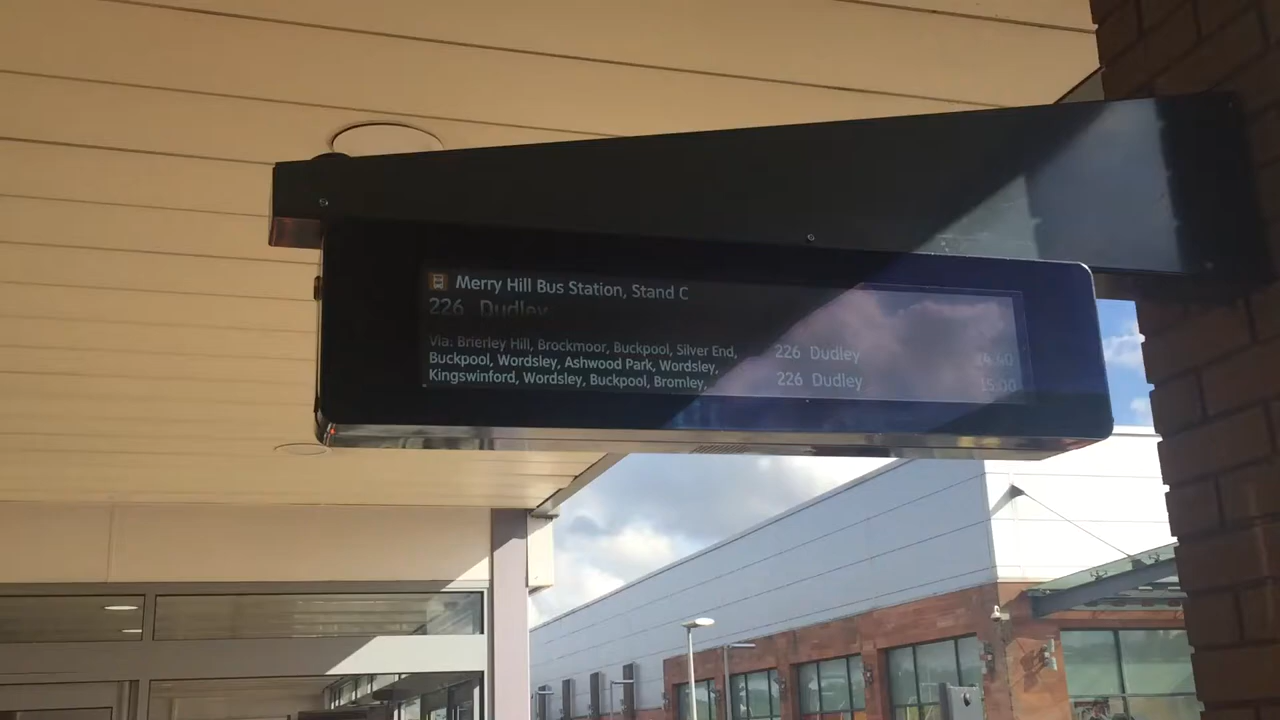 Merry Hill Bus Station, Stand C
226 Dudley
Via: Brierley Hill, Brockmoor, Buckpool, Silver End,
Buckpool, Wordsley, Ashwood Park, Wordsley,
Kingswinford, Wordsley, Buckpool, Bromley,
226 Dudley
226 Dudley 15:00